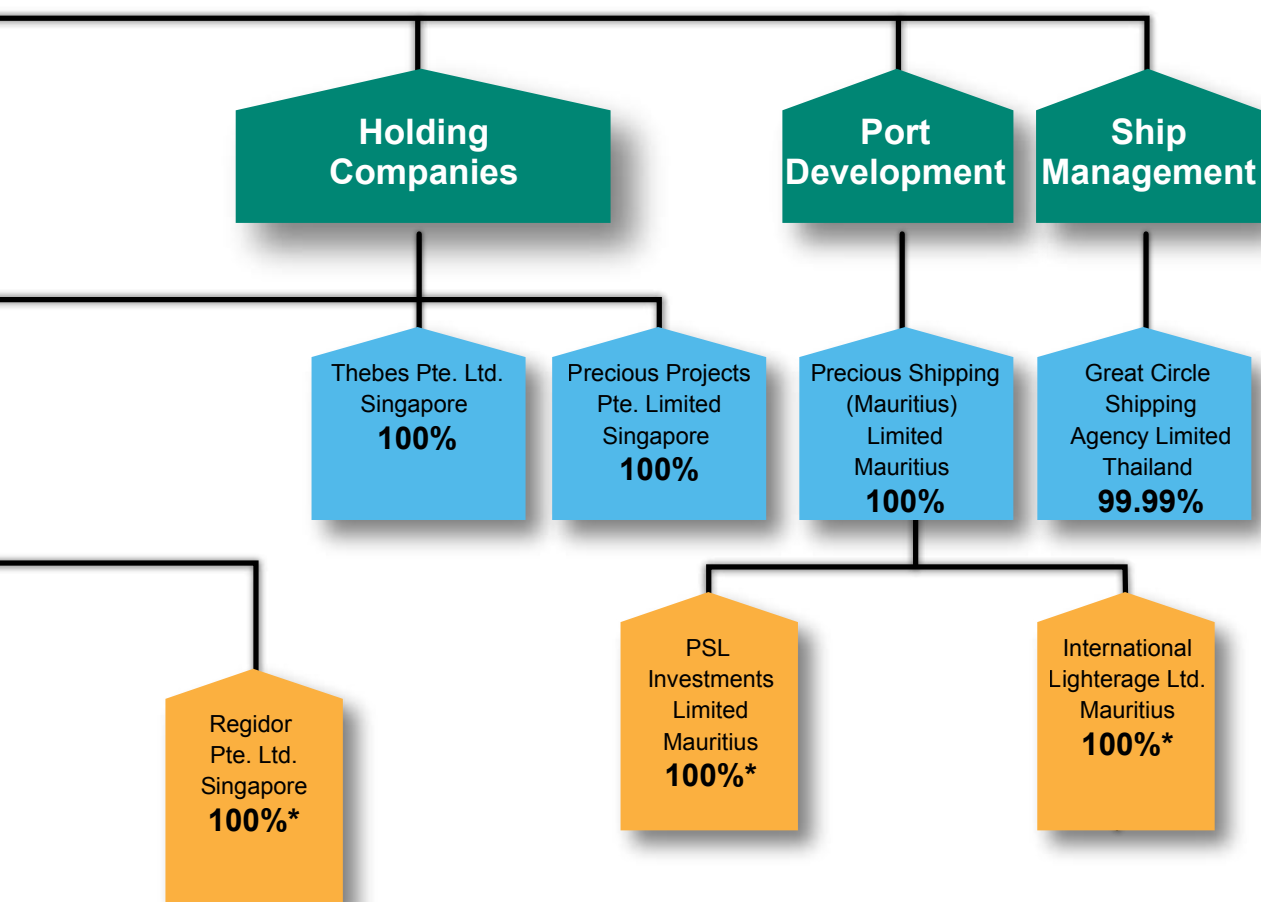 Holding
Companies
Port
Development
Ship
Management
Thebes Pte. Ltd.
Singapore
100%
Precious Projects
Pte. Limited
Singapore
100%
Precious Shipping
(Mauritius)
Limited
Mauritius
100%
Great Circle
Shipping
Agency Limited
Thailand
99.99%
Regidor
Pte. Ltd.
Singapore
100%*
PSL
Investments
Limited
Mauritius
100%*
International
Lighterage Ltd.
Mauritius
100%*